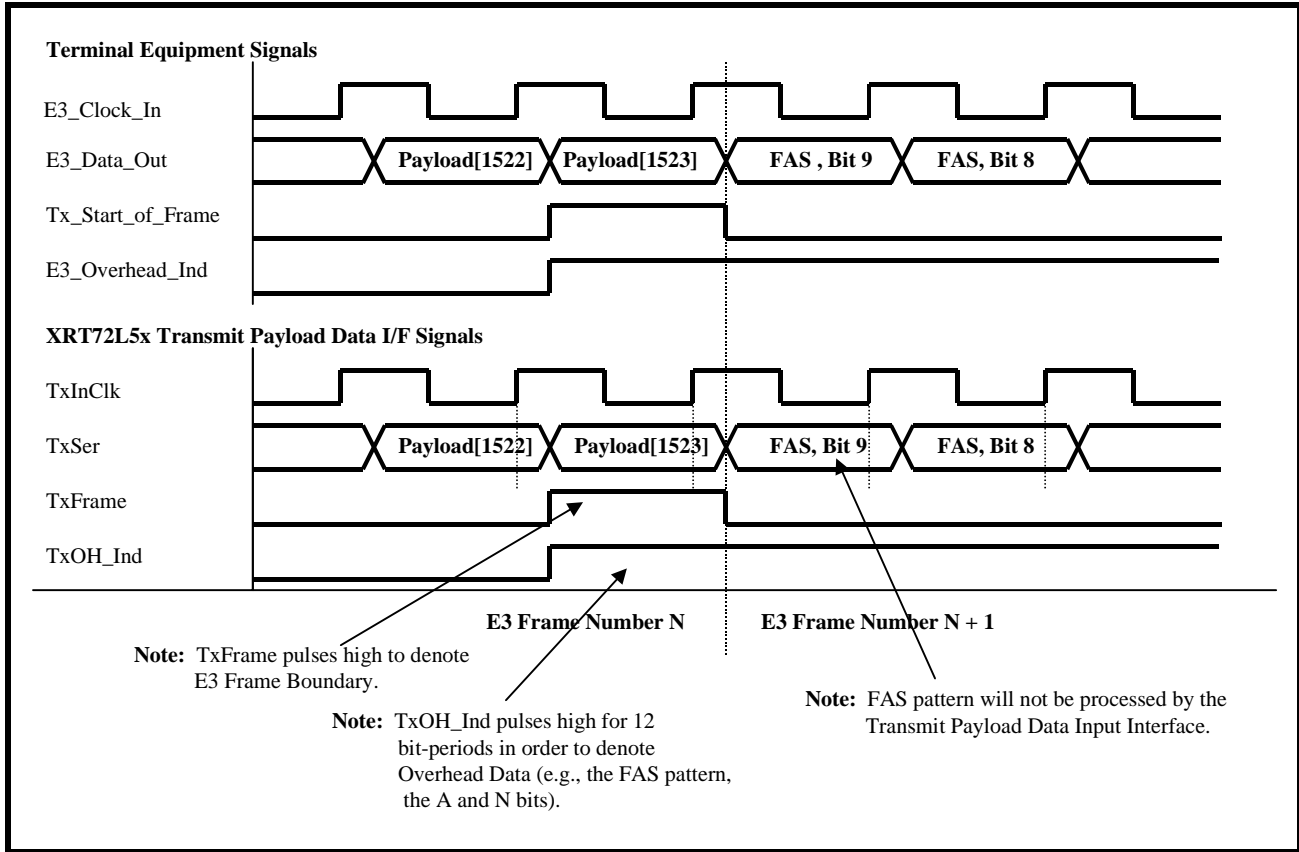 Terminal Equipment Signals
E3_Clock_In
E3_Data_Out
Payload[1522]
Payload[1523]
FAS , Bit 9
FAS, Bit 8
Tx_Start_of_Frame
E3_Overhead_Ind
XRT72L5x Transmit Payload Data I/F Signals
TxInClk
TxSer
Payload[1522]
Payload[1523]
FAS, Bit 9
FAS, Bit 8
TxFrame
TxOH_Ind
E3 Frame Number N
E3 Frame Number N + 1
Note: TxFrame pulses high to denote
E3 Frame Boundary.
Note: TxOH_Ind pulses high for 12
bit-periods in order to denote
Overhead Data (e.g., the FAS pattern,
the A and N bits).
Note: FAS pattern will not be processed by the
Transmit Payload Data Input Interface.